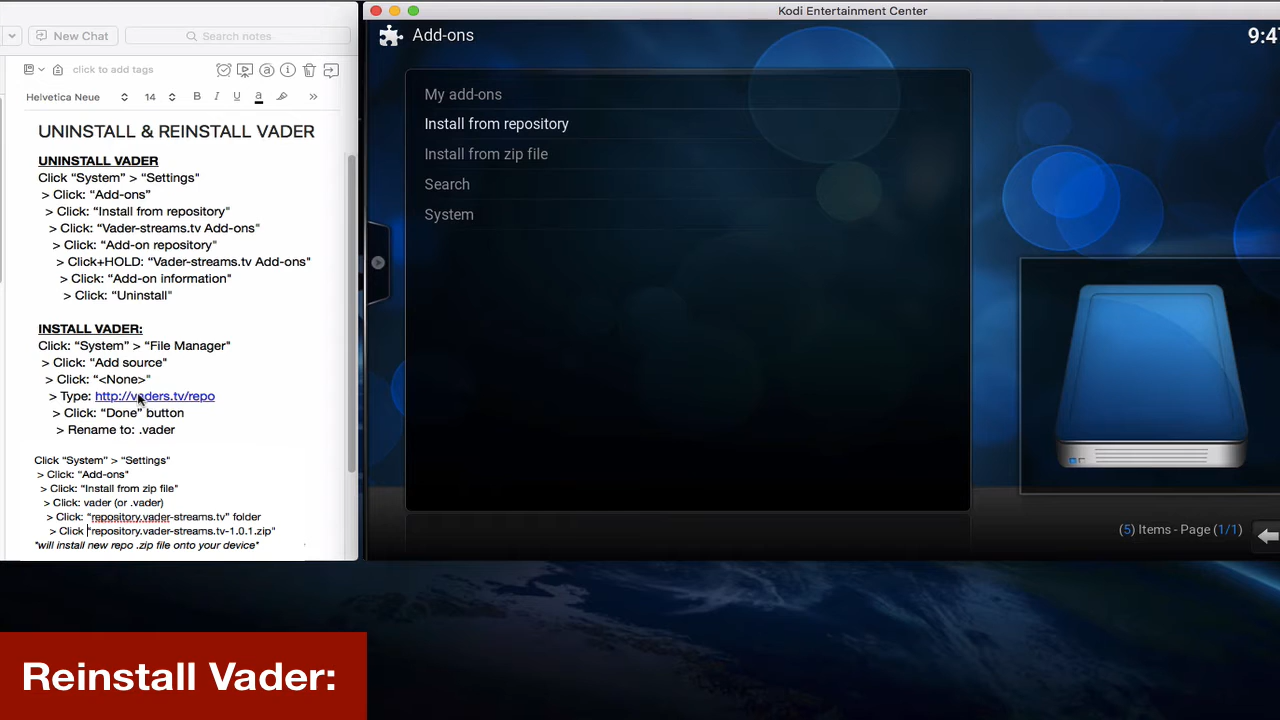 New Chat
Search notes
click to add tags
Helvetica Neue
14
B I U a »
UNINSTALL & REINSTALL VADER
UNINSTALL VADER
Click “System” > “Settings”
> Click: “Add-ons”
> Click: “Install from repository”
> Click: “Vader-streams.tv Add-ons”
> Click: “Add-on repository”
> Click+HOLD: “Vader-streams.tv Add-ons”
> Click: “Add-on information”
> Click: “Uninstall”
INSTALL VADER:
Click: “System” > “File Manager”
> Click: “Add source”
> Click: “<None>”
> Type: http://vaders.tv/repo
> Click: “Done” button
> Rename to: .vader
Click “System” > “Settings”
> Click: “Add-ons”
> Click: “Install from zip file”
> Click: vader (or .vader)
> Click: “repository.vader-streams.tv” folder
> Click “repository.vader-streams.tv-1.0.1.zip”
*will install new repo .zip file onto your device*
Kodi Entertainment Center
Add-ons
9:47
My add-ons
Install from repository
Install from zip file
Search
System
(5) Items - Page (1/1)
Reinstall Vader: